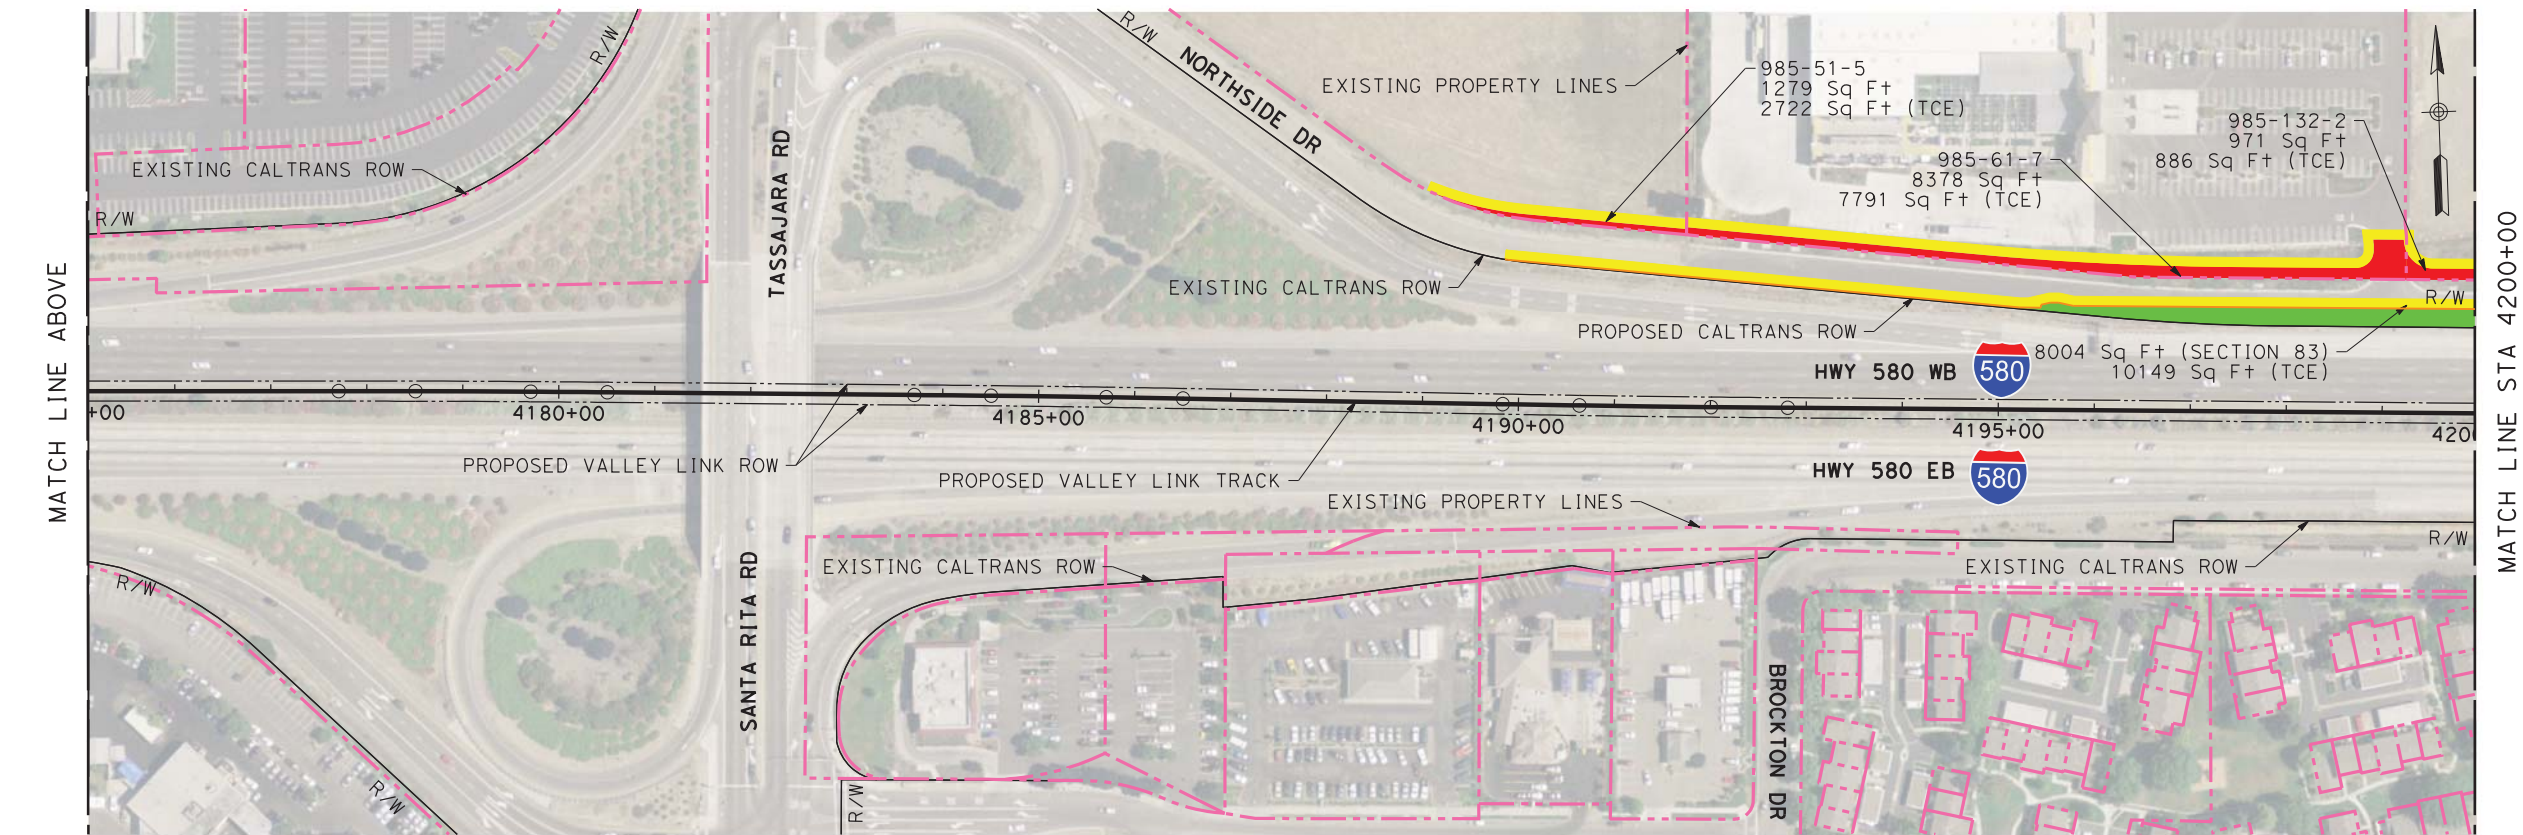 R/W
R/W
NORTHSIDE DR
EXISTING PROPERTY LINES
985-51-5
1279 Sq Ft
2722 Sq Ft (TCE)
985-132-2
971 Sq Ft
886 Sq Ft (TCE)
985-61-7
8378 Sq Ft
7791 Sq Ft (TCE)
EXISTING CALTRANS ROW
R/W
TASSAJARA RD
EXISTING CALTRANS ROW
R/W
PROPOSED CALTRANS ROW
8004 Sq Ft (SECTION 83)
10149 Sq Ft (TCE)
HWY 580 WB
580
MATCH LINE ABOVE
MATCH LINE STA 4200+00
+00
4180+00
4185+00
4190+00
4195+00
4200
PROPOSED VALLEY LINK ROW
PROPOSED VALLEY LINK TRACK
HWY 580 EB
580
EXISTING PROPERTY LINES
EXISTING CALTRANS ROW
R/W
EXISTING CALTRANS ROW
R/W
SANTA RITA RD
BROCKTON DR
R/W
R/W